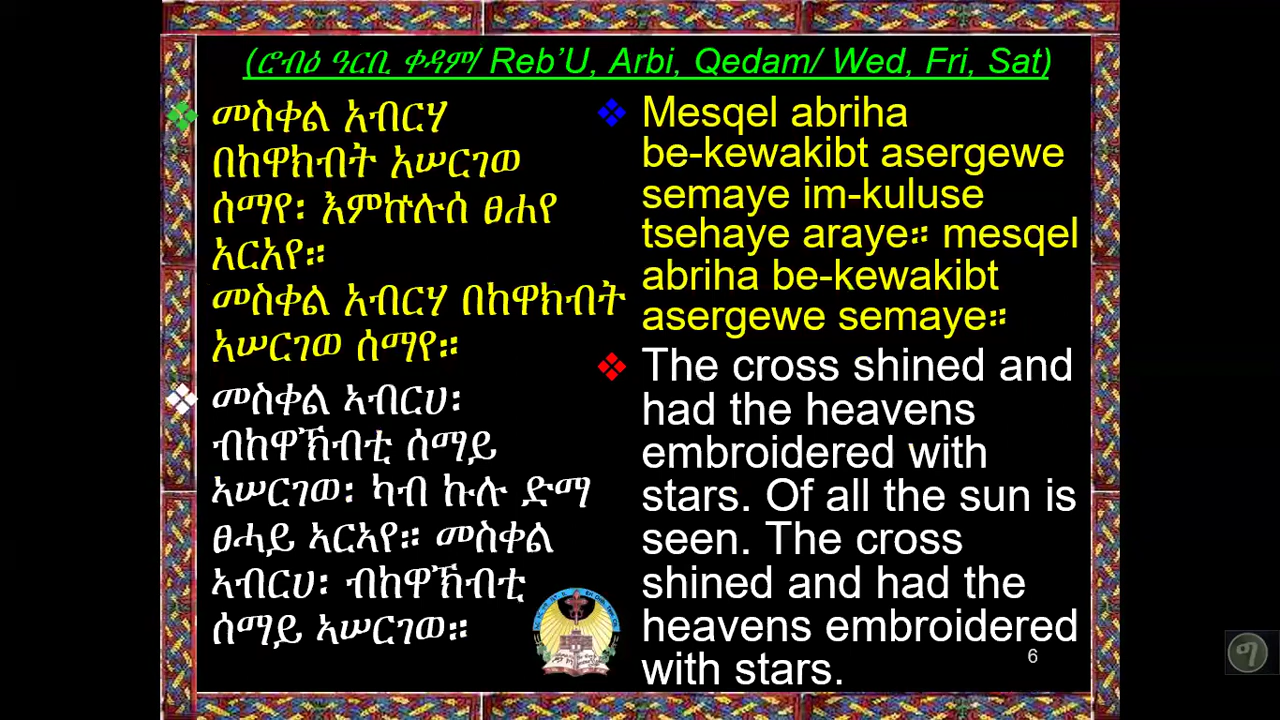 (ሮብዕ ዓርቢ ቀዳም/ Reb’U, Arbi, Qedam/ Wed, Fri, Sat)
መስቀል አብርሃ
በከዋክብት አሠርገወ
ሰማየ፡ እምኵሉሰ ፀሐየ
አርአየ።
መስቀል አብርሃ በከዋክብት
አሠርገወ ሰማየ።
መስቀል ኣብርሀ፡
ብከዋኽብቲ ሰማይ
ኣሠርገወ፡ ካብ ኩሉ ድማ
ፀሓይ ኣርኣየ። መስቀል
ኣብርሀ፡ ብከዋኽብቲ
ሰማይ ኣሠርገወ።
Mesqel abriha
be-kewakibt asergewe
semaye im-kuluse
tsehaye araye። mesqel
abriha be-kewakibt
asergewe semaye።
The cross shined and
had the heavens
embroidered with
stars. Of all the sun is
seen. The cross
shined and had the
heavens embroidered
with stars.
6